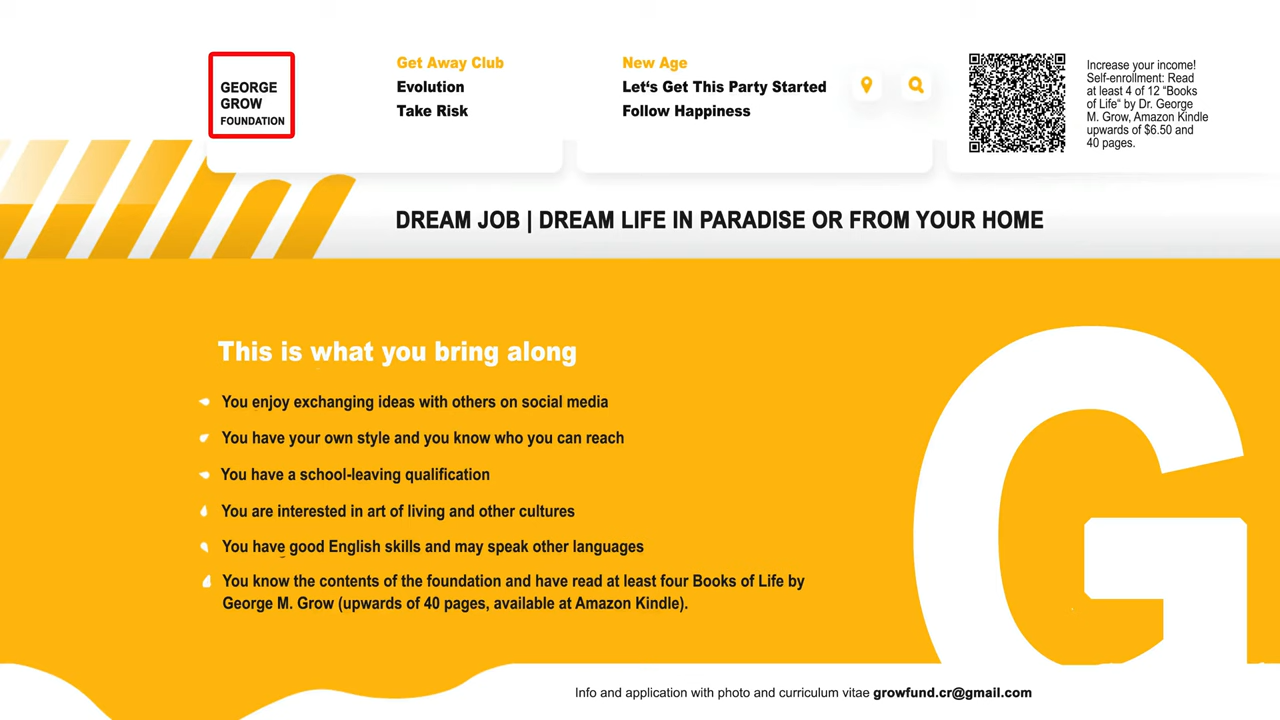 GEORGE
GROW
FOUNDATION
Get Away Club
Evolution
Take Risk
New Age
Let‘s Get This Party Started
Follow Happiness
Increase your income!
Self-enrollment: Read
at least 4 of 12 “Books
of Life“ by Dr. George
M. Grow, Amazon Kindle
upwards of $6.50 and
40 pages.
DREAM JOB | DREAM LIFE IN PARADISE OR FROM YOUR HOME
This is what you bring along
You enjoy exchanging ideas with others on social media
You have your own style and you know who you can reach
You have a school-leaving qualification
You are interested in art of living and other cultures
You have good English skills and may speak other languages
You know the contents of the foundation and have read at least four Books of Life by
George M. Grow (upwards of 40 pages, available at Amazon Kindle).
G
Info and application with photo and curriculum vitae growfund.cr@gmail.com